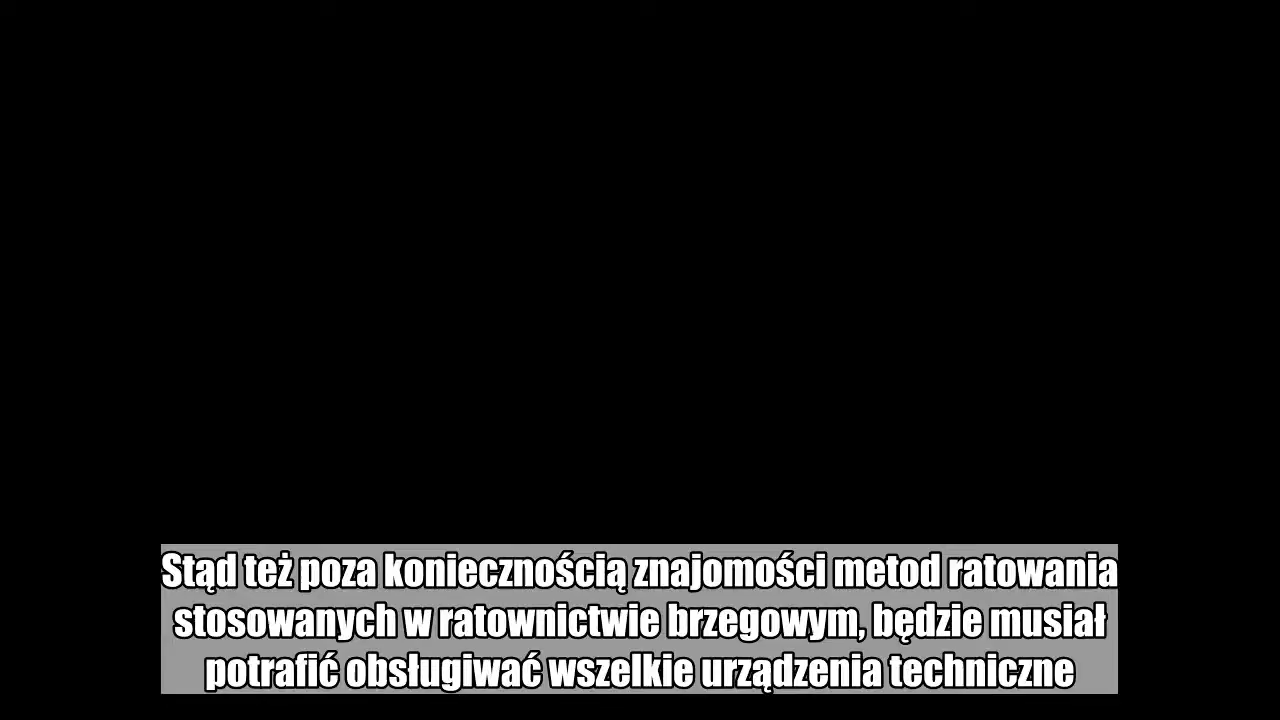 Stąd też poza koniecznością znajomości metod ratowania
stosowanych w ratownictwie brzegowym, będzie musiał
potrafić obsługiwać wszelkie urządzenia techniczne